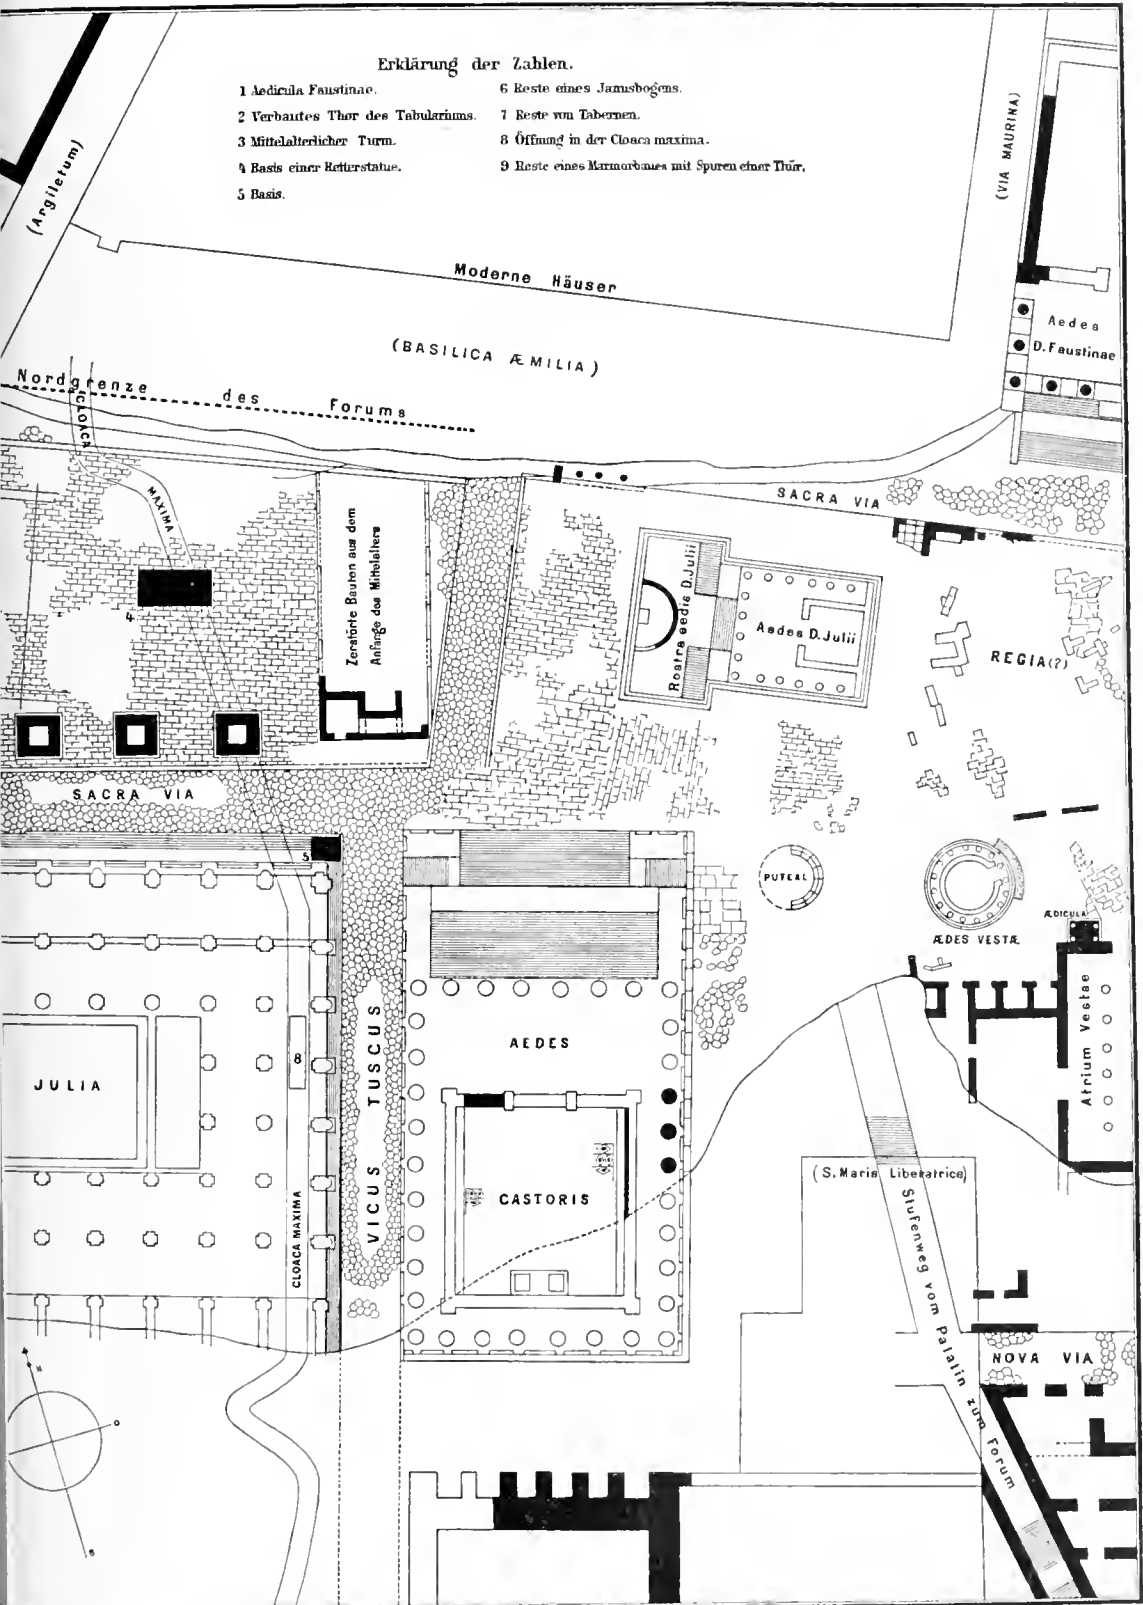 Erklärung der Zahlen.
1 Aedicula Faustinae.
2 Verbautes Thor des Tabulariums.
3 Mittelalterlicher Turm.
4 Basis einer Reiterstatue.
5 Basis.
6 Reste eines Janusbogens.
7 Reste von Tabernen.
8 Öffnung in der Cloaca maxima.
9 Reste eines Marmorbaues mit Spuren einer Thür.
(Argiletum)
(VIA MAURINA)
Moderne Häuser
(BASILICA ÆMILIA)
Aedes
D. Faustinae
Nordgrenze des Forums
CLOACA
MAXIMA
SACRA VIA
Zerstörte Bauten aus dem
Anfange des Mittelalters
4
Rostra aedis D. Julii
Aedes D. Julii
REGIA(?)
SACRA VIA
5
PUTEAL
ÆDICULA
ÆDES VESTÆ
Atrium Vestae
JULIA
8
VICUS TUSCUS
AEDES
CASTORIS
CLOACA MAXIMA
(S. Maria Liberatrice)
Stufenweg vom Palatin zum Forum
NOVA VIA
N
O
S